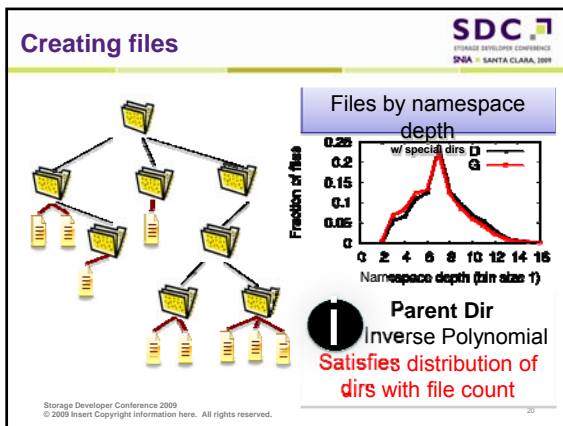 Creating files
SDC
STORAGE DEVELOPER CONFERENCE
SNIA SANTA CLARA, 2009
Files by namespace
depth
w/ special dirs D
G
Fraction of files
0.25
0.2
0.15
0.1
0.05
0
0 2 4 6 8 10 12 14 16
Namespace depth (bin size 1)
Parent Dir
Inverse Polynomial
Satisfies distribution of
dirs with file count
Storage Developer Conference 2009
© 2009 Insert Copyright information here. All rights reserved.
20